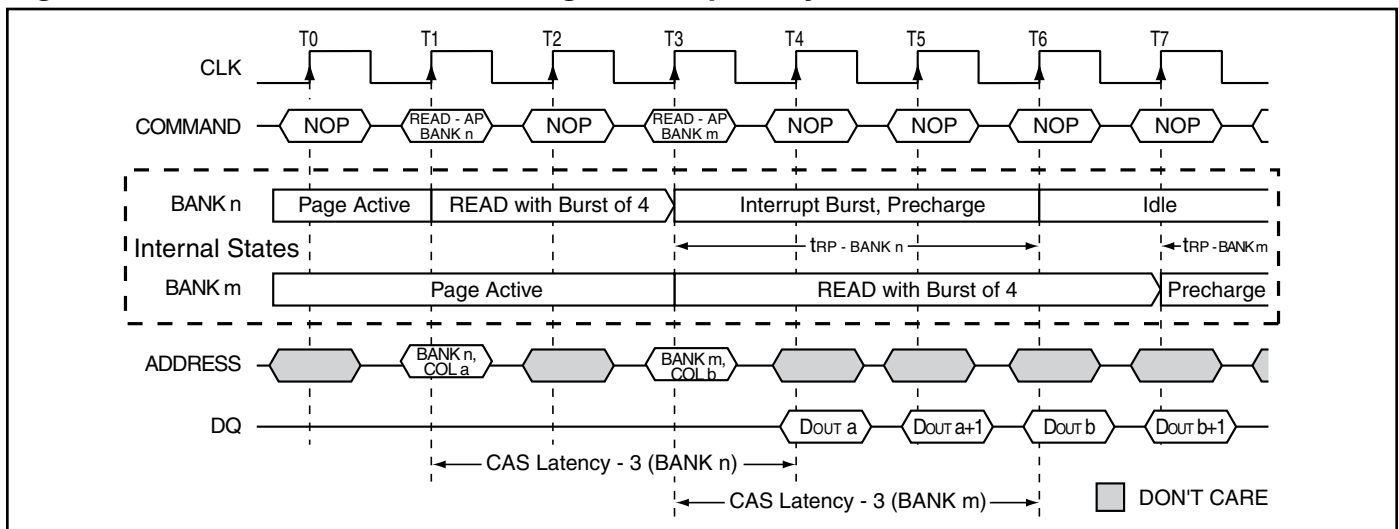 T0 T1 T2 T3 T4 T5 T6 T7
CLK
COMMAND NOP READ - AP BANK n NOP READ - AP BANK m NOP NOP NOP NOP
BANK n Page Active READ with Burst of 4 Interrupt Burst, Precharge Idle
Internal States tRP - BANK n tRP - BANK m
BANK m Page Active READ with Burst of 4 Precharge
ADDRESS BANK n, COL a BANK m, COL b
DQ DOUT a DOUT a+1 DOUT b DOUT b+1
CAS Latency - 3 (BANK n)
CAS Latency - 3 (BANK m) DON'T CARE